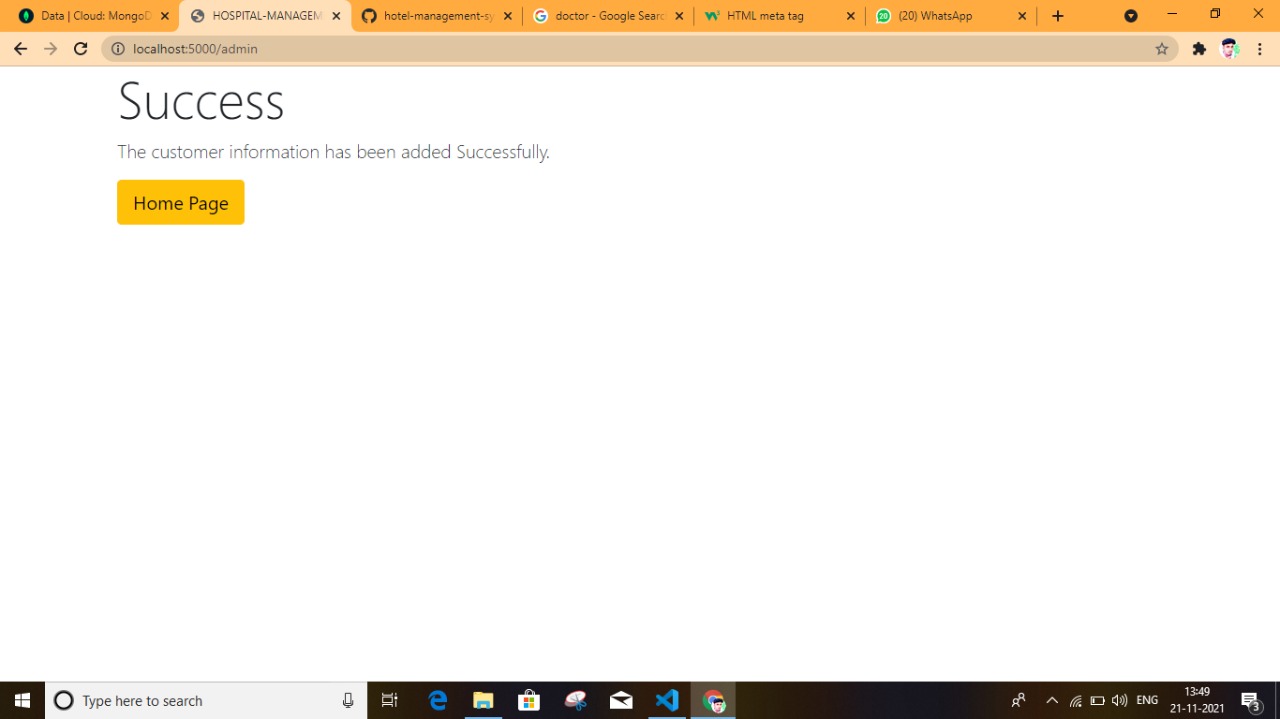 Data | Cloud: MongoD
HOSPITAL-MANAGEM
hotel-management-sy
doctor - Google Searc
HTML meta tag
20
(20) WhatsApp
localhost:5000/admin
Success
The customer information has been added Successfully.
Home Page
Type here to search
ENG
13:49
21-11-2021
3